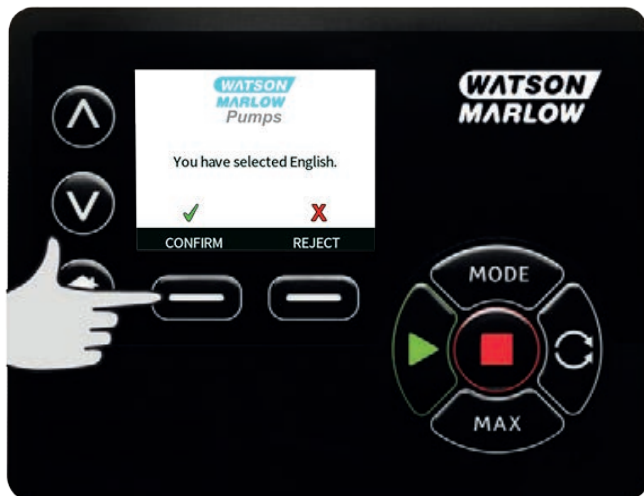 WATSON
MARLOW
Pumps
You have selected English.
CONFIRM
REJECT
WATSON
MARLOW
MODE
MAX